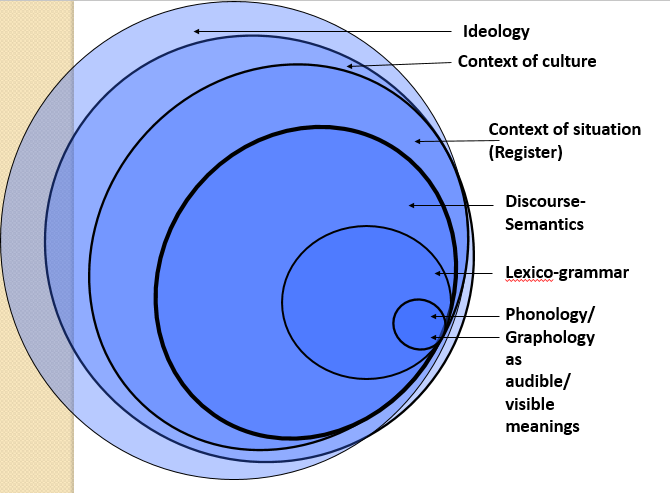 Ideology
Context of culture
Context of situation
(Register)
Discourse-
Semantics
Lexico-grammar
Phonology/
Graphology
as
audible/
visible
meanings